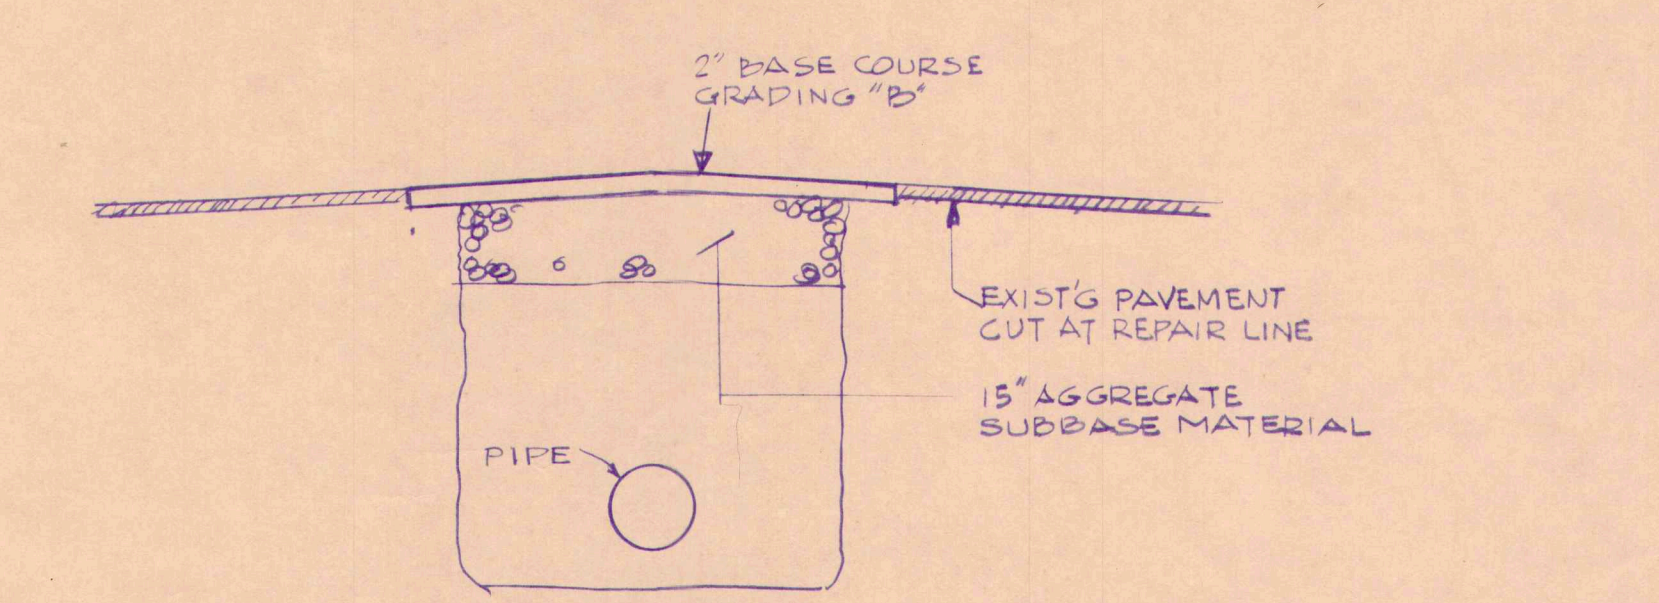 2" BASE COURSE
GRADING "B"
EXIST'G PAVEMENT
CUT AT REPAIR LINE
15" AGGREGATE
SUBBASE MATERIAL
PIPE